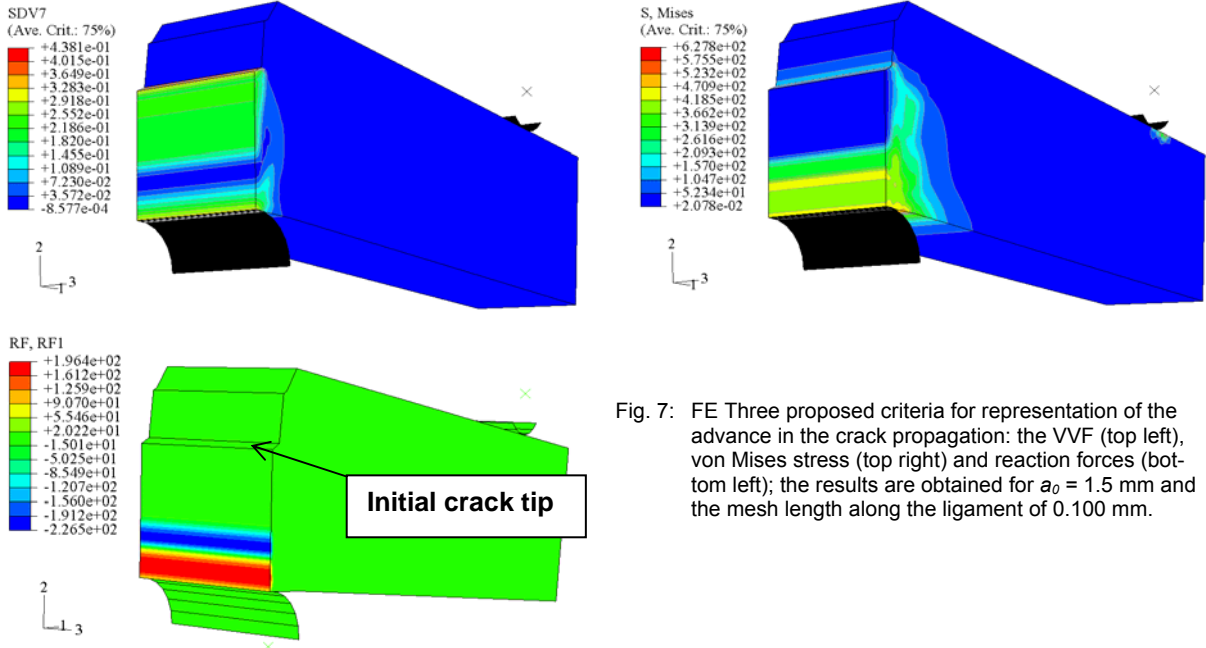 SDV7
(Ave. Crit.: 75%)
+4.381e-01
+4.015e-01
+3.649e-01
+3.283e-01
+2.918e-01
+2.552e-01
+2.186e-01
+1.820e-01
+1.455e-01
+1.089e-01
+7.230e-02
+3.572e-02
-8.577e-04
2
1 3
S, Mises
(Ave. Crit.: 75%)
+6.278e+02
+5.755e+02
+5.232e+02
+4.709e+02
+4.185e+02
+3.662e+02
+3.139e+02
+2.616e+02
+2.093e+02
+1.570e+02
+1.047e+02
+5.234e+01
+2.078e-02
2
1 3
RF, RF1
+1.964e+02
+1.612e+02
+1.259e+02
+9.070e+01
+5.546e+01
+2.022e+01
-1.501e+01
-5.025e+01
-8.549e+01
-1.207e+02
-1.560e+02
-1.912e+02
-2.265e+02
2
1 3
Initial crack tip
Fig. 7: FE Three proposed criteria for representation of the
advance in the crack propagation: the VVF (top left),
von Mises stress (top right) and reaction forces (bot-
tom left); the results are obtained for a0 = 1.5 mm and
the mesh length along the ligament of 0.100 mm.